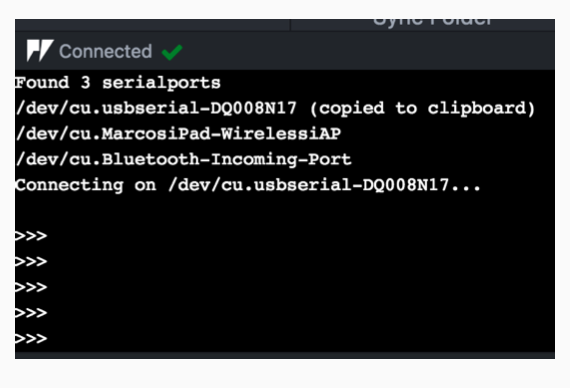 Sync Folder
Connected
Found 3 serialports
/dev/cu.usbserial-DQ008N17 (copied to clipboard)
/dev/cu.MarcosiPad-WirelessiAP
/dev/cu.Bluetooth-Incoming-Port
Connecting on /dev/cu.usbserial-DQ008N17...
>>>
>>>
>>>
>>>
>>>